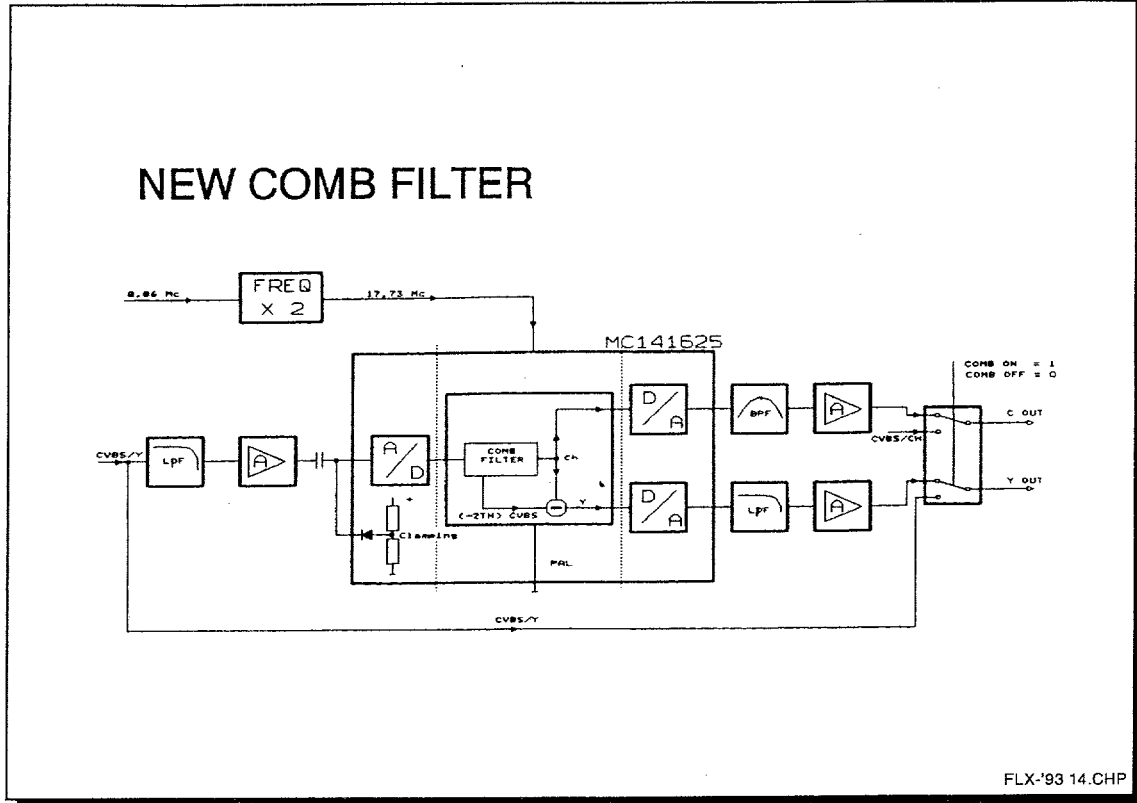 NEW COMB FILTER
8.86 Mc
FREQ
X 2
17,73 Mc
MC141625
COMB ON = 1
COMB OFF = 0
D/A
BPF
A
C OUT
CVBS/CH
CVBS/Y
LPF
A
A/D
COMB
FILTER
Ch
Y OUT
D/A
LPF
A
(-2TH) CVBS
-
Y
+
Clamping
PAL
CVBS/Y
FLX-'93 14.CHP